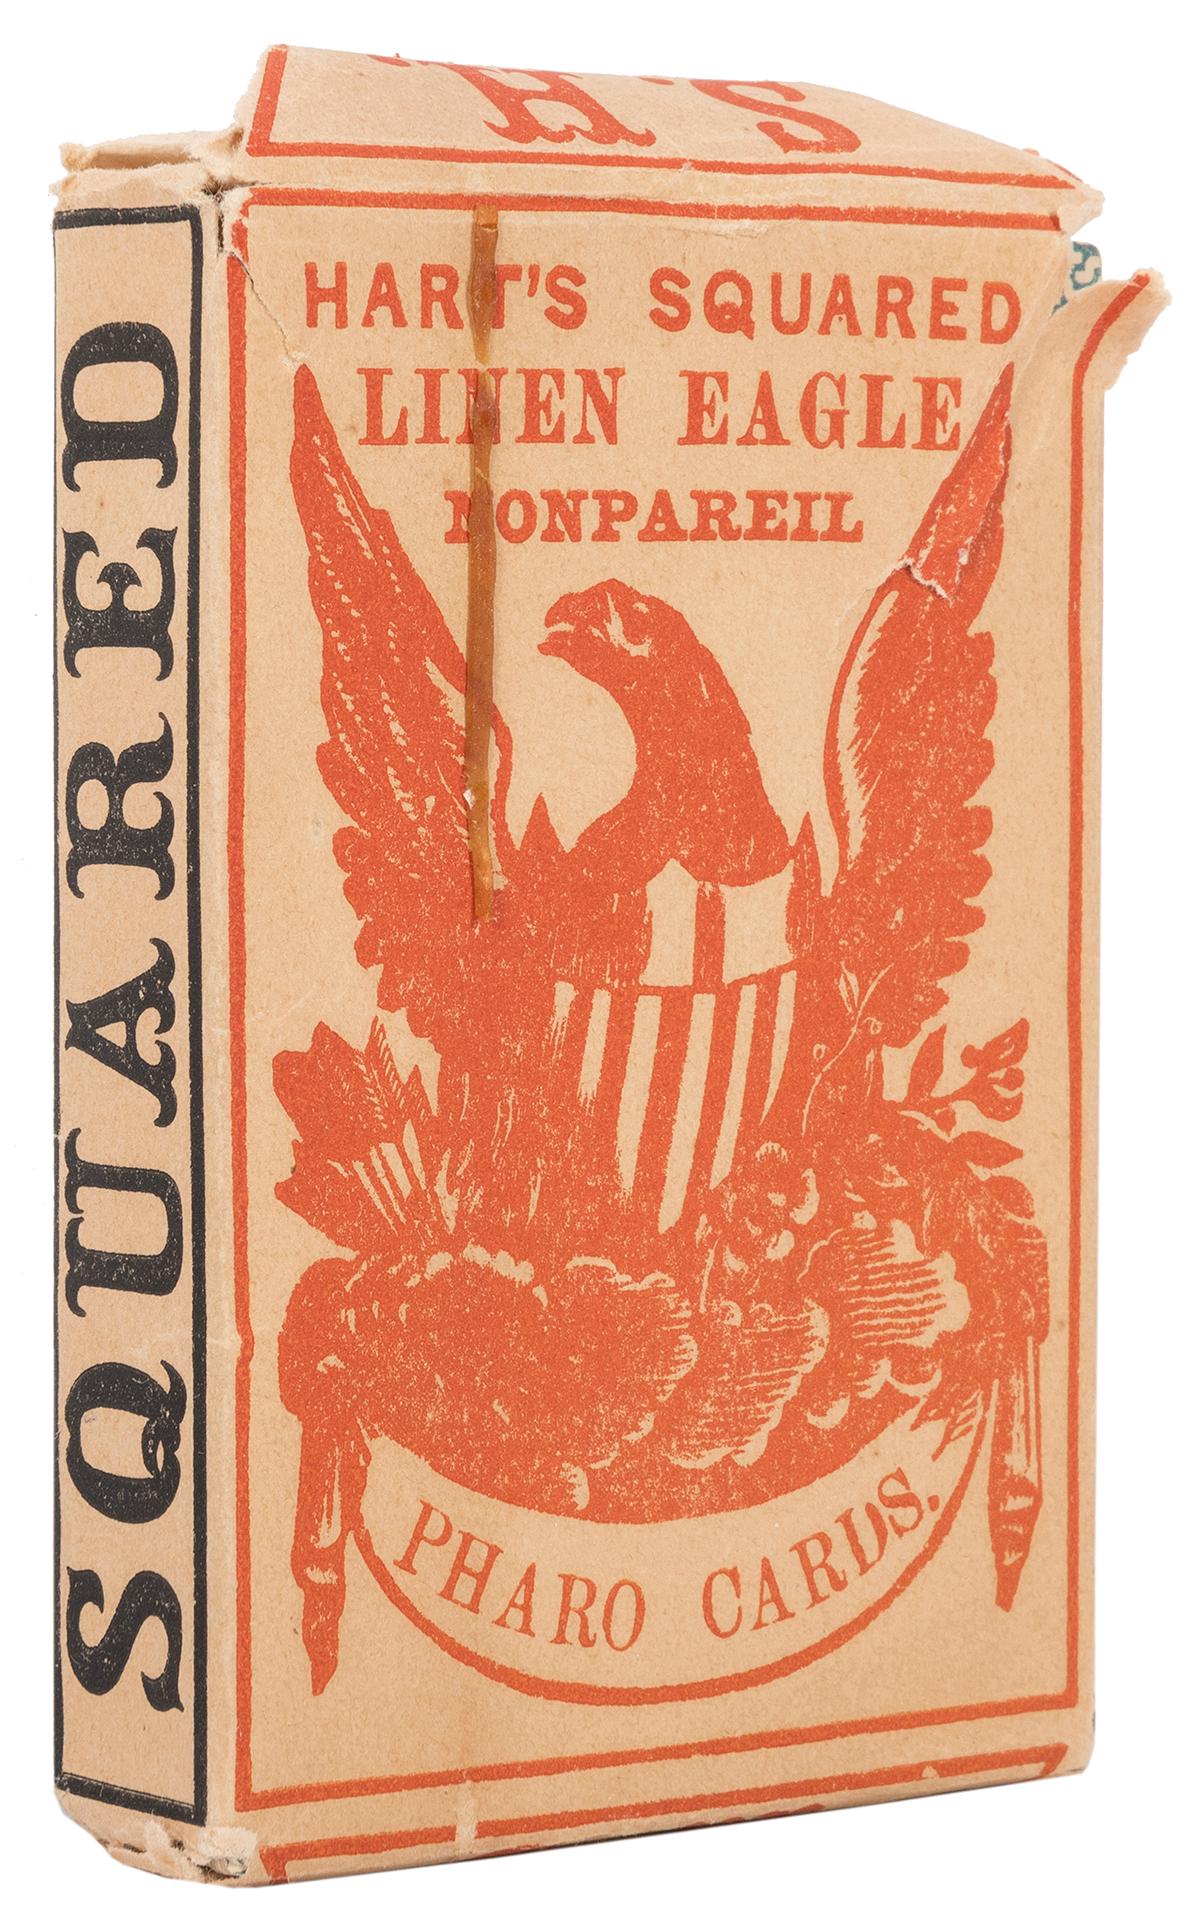 H'S
HART'S SQUARED
LINEN EAGLE
NONPAREIL
PHARO CARDS.
SQUARED